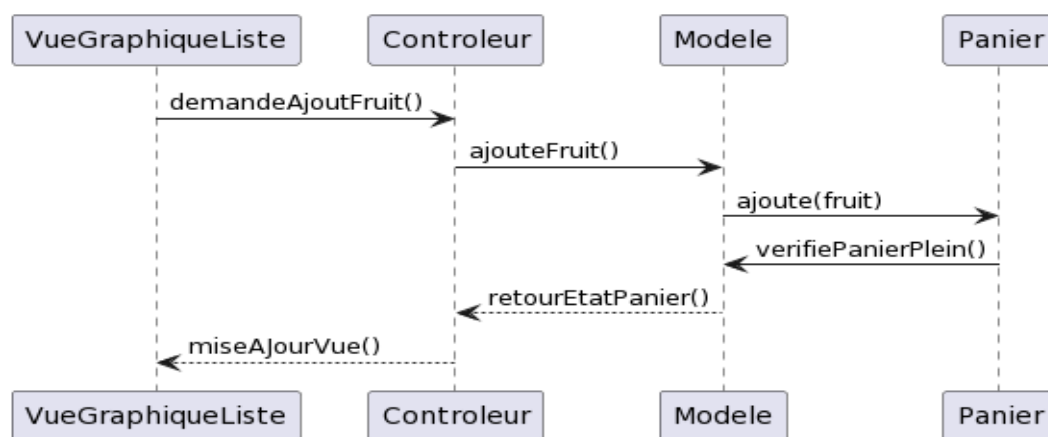 VueGraphiqueListe Controleur Modele Panier
demandeAjoutFruit()
ajouteFruit()
ajoute(fruit)
verifiePanierPlein()
retourEtatPanier()
miseAJourVue()
VueGraphiqueListe Controleur Modele Panier